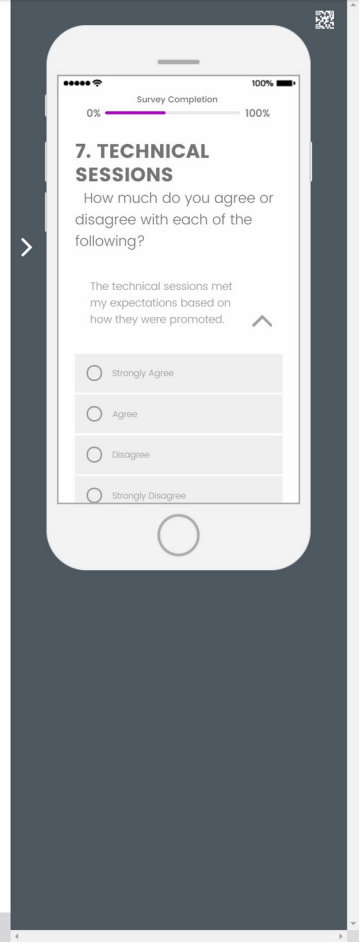 100%
Survey Completion
0% 100%
7. TECHNICAL
SESSIONS
How much do you agree or
disagree with each of the
following?
The technical sessions met
my expectations based on
how they were promoted.
Strongly Agree
Agree
Disagree
Strongly Disagree